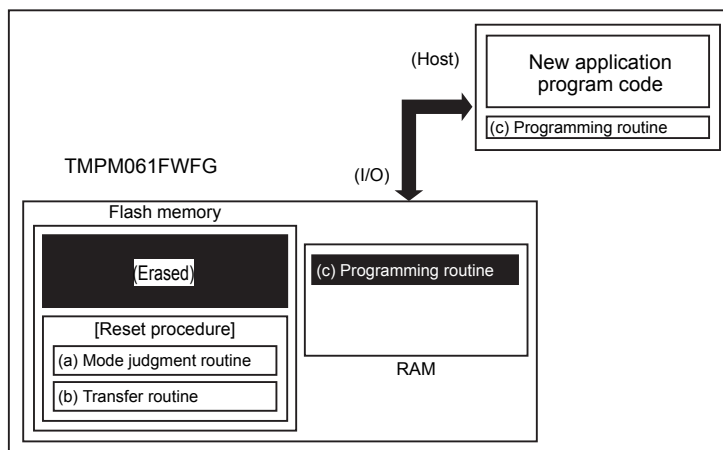 (Host)
New application
program code
(c) Programming routine
TMPM061FWFG
(I/O)
Flash memory
(Erased)
(c) Programming routine
[Reset procedure]
(a) Mode judgment routine
(b) Transfer routine
RAM